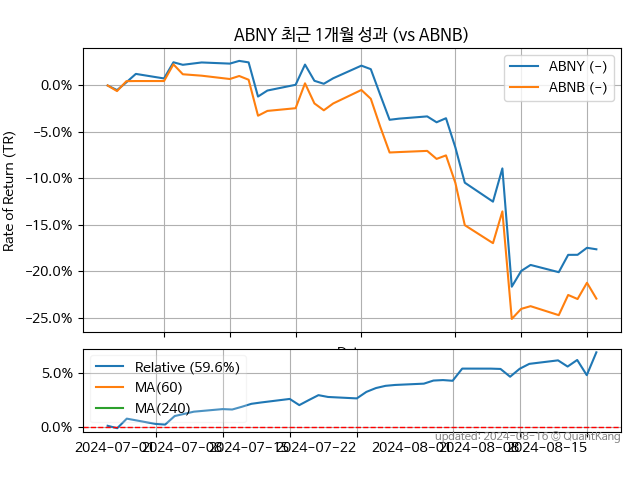 ABNY 최근 1개월 성과 (vs ABNB)
ABNY (-)
ABNB (-)
Rate of Return (TR)
0.0%
-5.0%
-10.0%
-15.0%
-20.0%
-25.0%
Relative (59.6%)
MA(60)
MA(240)
5.0%
0.0%
2024-07-01
2024-07-08
2024-07-15
2024-07-22
2024-08-01
2024-08-08
2024-08-15
updated: 2024-08-16 © QuantKang